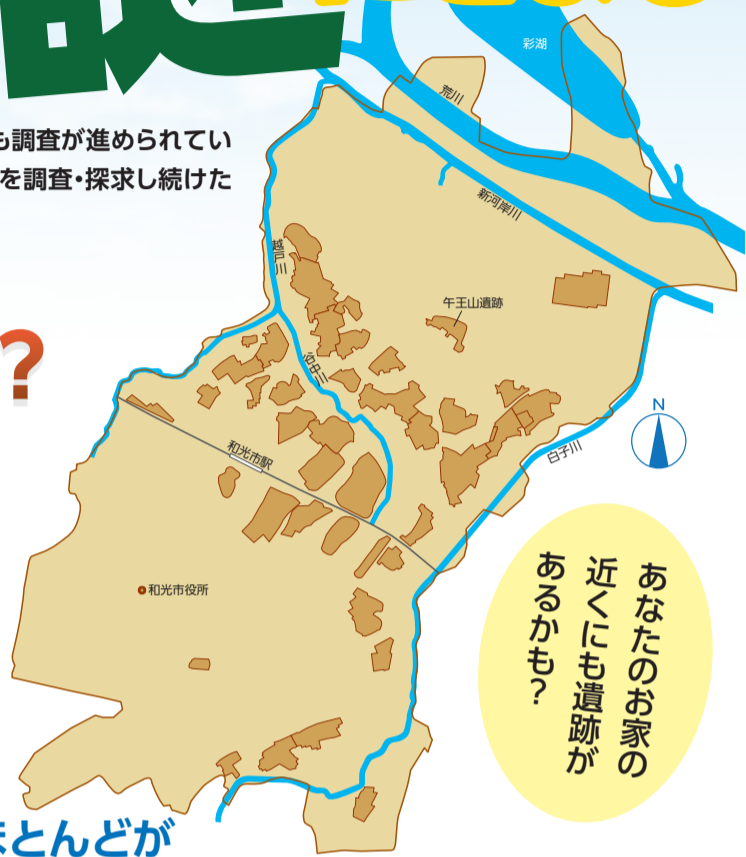 謎
も調査が進められてい
を調査・探求し続けた
?
彩湖
荒川
新河岸川
越戸川
午王山遺跡
谷中川
和光市駅
白子川
N
和光市役所
あなたのお家の
近くにも遺跡が
あるかも?
ほとんどが